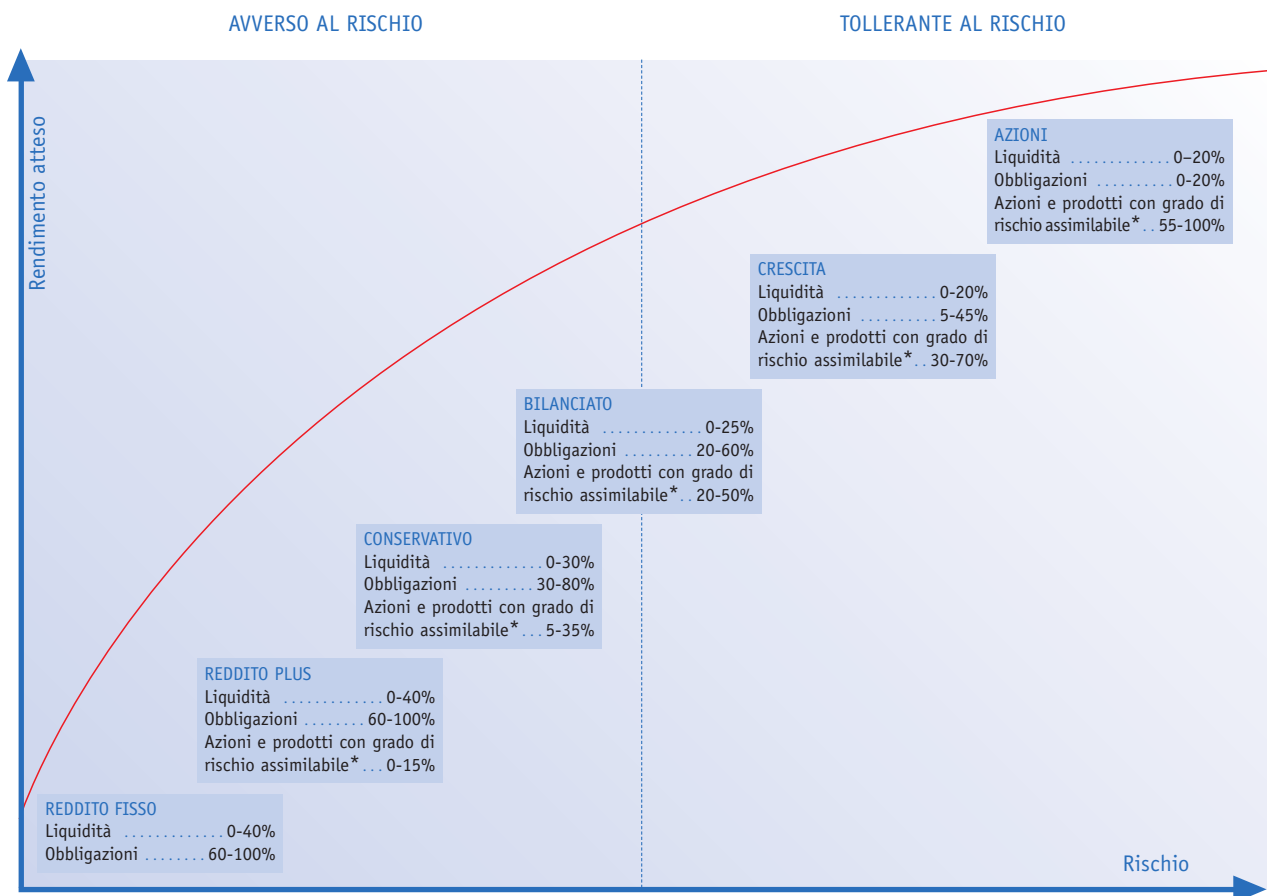 AVVERSO AL RISCHIO
TOLLERANTE AL RISCHIO
Rendimento atteso
AZIONI
Liquidità ............. 0–20%
Obbligazioni .......... 0-20%
Azioni e prodotti con grado di
rischio assimilabile* .. 55-100%
CRESCITA
Liquidità ............. 0-20%
Obbligazioni .......... 5-45%
Azioni e prodotti con grado di
rischio assimilabile* .. 30-70%
BILANCIATO
Liquidità ............. 0-25%
Obbligazioni ......... 20-60%
Azioni e prodotti con grado di
rischio assimilabile* .. 20-50%
CONSERVATIVO
Liquidità ............. 0-30%
Obbligazioni ......... 30-80%
Azioni e prodotti con grado di
rischio assimilabile* ... 5-35%
REDDITO PLUS
Liquidità ............. 0-40%
Obbligazioni ........ 60-100%
Azioni e prodotti con grado di
rischio assimilabile* ... 0-15%
REDDITO FISSO
Liquidità ............. 0-40%
Obbligazioni ........ 60-100%
Rischio